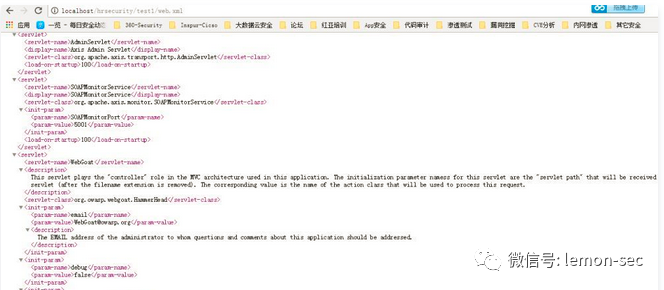 localhost/hrsecurity/test1/web.xml
拖拽上传
应用 一览 - 每日安全动态 360-Security Inspur-Cisso 大数据云安全 论坛 红亚培训 App安全 代码审计 渗透测试 漏洞挖掘 CVE分析 内网渗透 其它安全
▼<servlet>
<servlet-name>AdminServlet</servlet-name>
<display-name>Axis Admin Servlet</display-name>
<servlet-class>org.apache.axis.transport.http.AdminServlet</servlet-class>
<load-on-startup>100</load-on-startup>
</servlet>
▼<servlet>
<servlet-name>SOAPMonitorService</servlet-name>
<display-name>SOAPMonitorService</display-name>
<servlet-class>org.apache.axis.monitor.SOAPMonitorService</servlet-class>
▼<init-param>
<param-name>SOAPMonitorPort</param-name>
<param-value>5001</param-value>
</init-param>
<load-on-startup>100</load-on-startup>
</servlet>
▼<servlet>
<servlet-name>WebGoat</servlet-name>
▼<description>
This servlet plays the "controller" role in the MVC architecture used in this application. The initialization parameter namess for this servlet are the "servlet path" that will be received
servlet (after the filename extension is removed). The corresponding value is the name of the action class that will be used to process this request.
</description>
<servlet-class>org.owasp.webgoat.HammerHead</servlet-class>
▼<init-param>
<param-name>email</param-name>
<param-value>WebGoat@owasp.org</param-value>
▼<description>
The EMAIL address of the administrator to whom questions and comments about this application should be addressed.
</description>
</init-param>
▼<init-param>
<param-name>debug</param-name>
<param-value>false</param-value>
</init-param>
微信号: lemon-sec